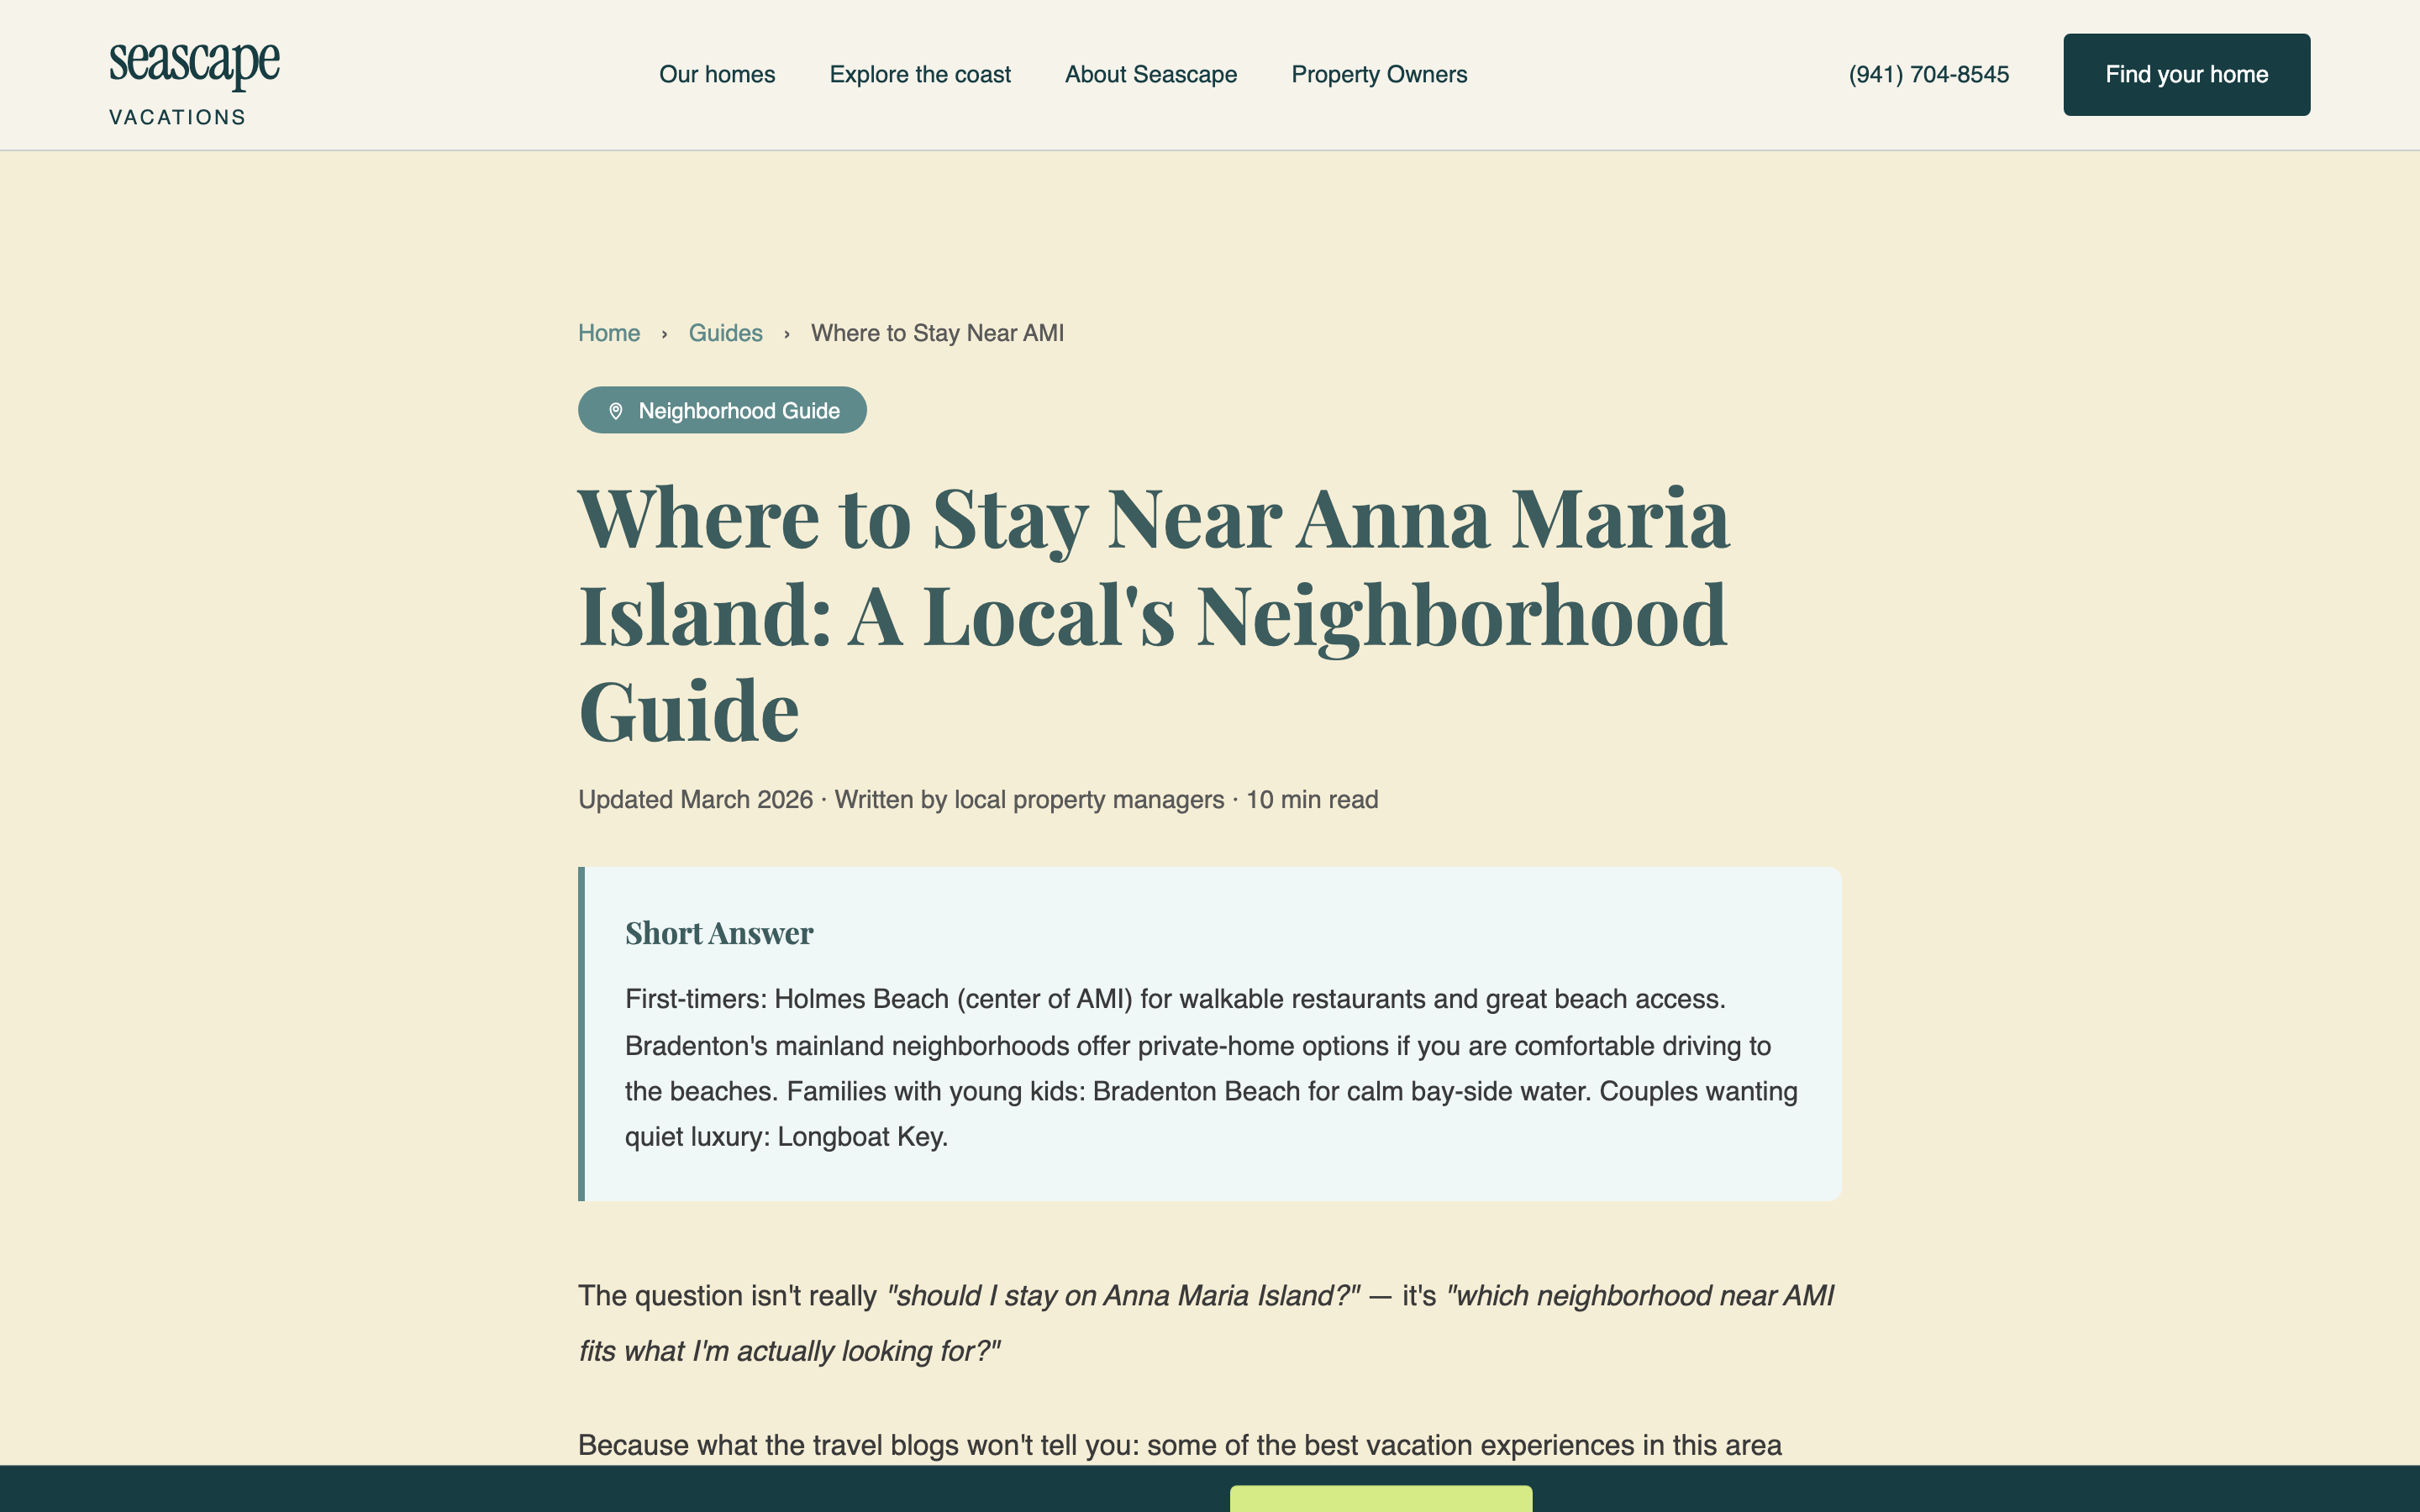 seascape
VACATIONS
Our homes
Explore the coast
About Seascape
Property Owners
(941) 704-8545
Find your home
Home › Guides › Where to Stay Near AMI
Neighborhood Guide
Where to Stay Near Anna Maria
Island: A Local's Neighborhood
Guide
Updated March 2026 · Written by local property managers · 10 min read
Short Answer
First-timers: Holmes Beach (center of AMI) for walkable restaurants and great beach access.
Bradenton's mainland neighborhoods offer private-home options if you are comfortable driving to
the beaches. Families with young kids: Bradenton Beach for calm bay-side water. Couples wanting
quiet luxury: Longboat Key.
The question isn't really "should I stay on Anna Maria Island?" — it's "which neighborhood near AMI
fits what I'm actually looking for?"
Because what the travel blogs won't tell you: some of the best vacation experiences in this area